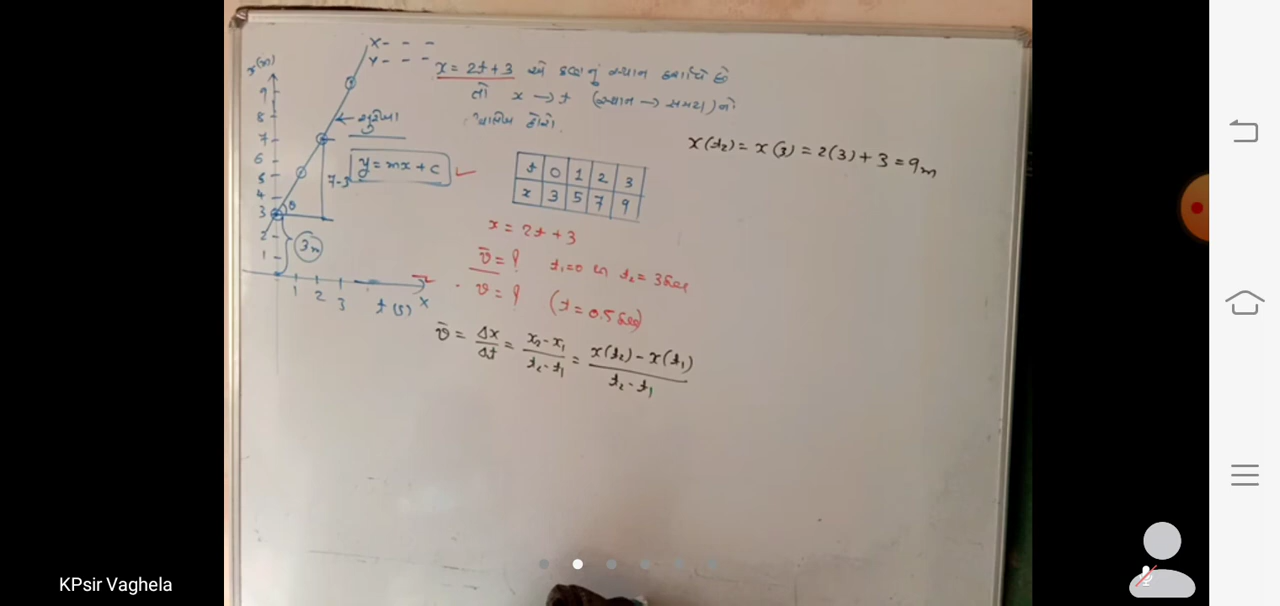 x(m)
9
8
7
6
5
4
3
2
1
1 2 3
t (s) X
X- - - -
Y- - - -
સુરેખા
y = mx + c
7-3
θ
3m
x = 2t + 3 એ કણનું સ્થાન દર્શાવે છે
તો x → t (સ્થાન → સમય) નો
આલેખ દોરો.
t 0 1 2 3
x 3 5 7 9
x = 2t + 3
v̄ = ? t₁=0 થી t₂ = 3 sec
v = ? (t = 0.5 sec)
v̄ = Δx/Δt = (x₂-x₁)/(t₂-t₁) = (x(t₂) - x(t₁))/(t₂-t₁)
x(t₂) = x(3) = 2(3) + 3 = 9m
KPsir Vaghela